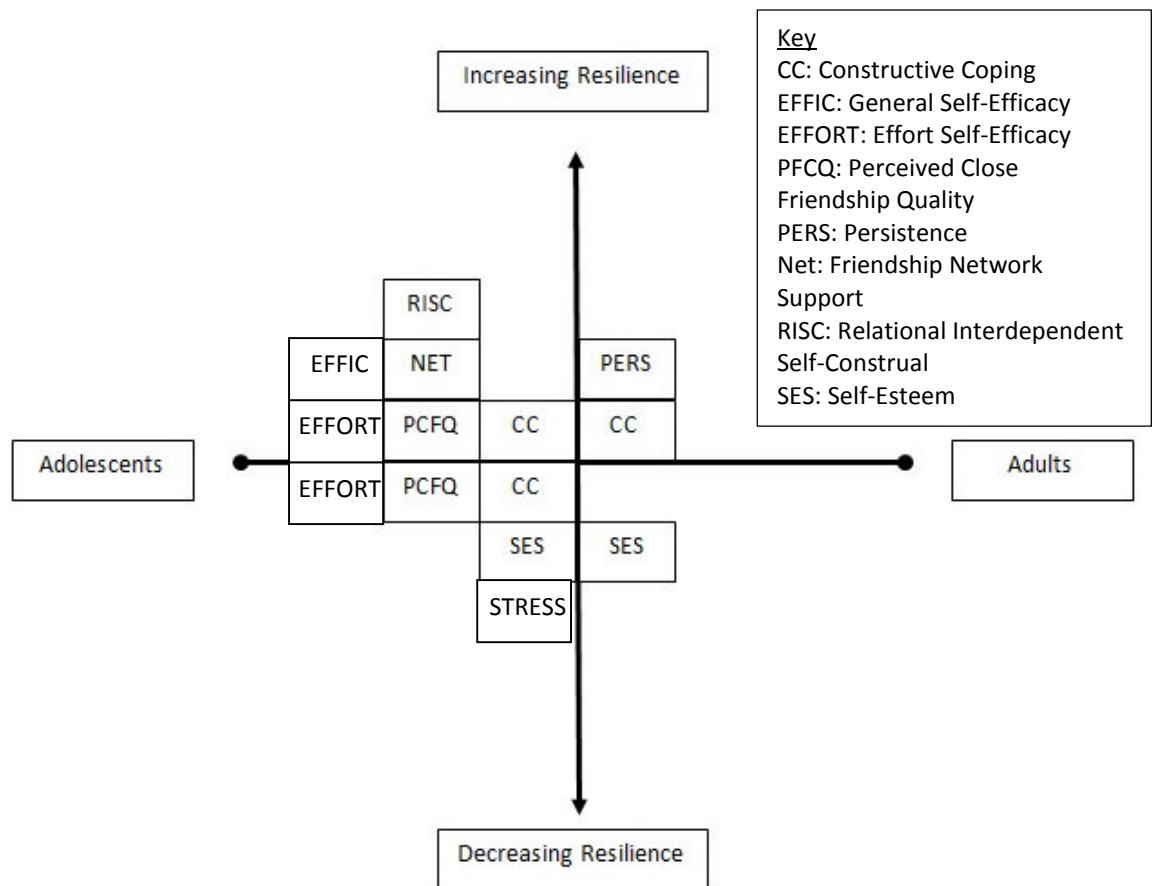 Increasing Resilience
Key
CC: Constructive Coping
EFFIC: General Self-Efficacy
EFFORT: Effort Self-Efficacy
PFCQ: Perceived Close
Friendship Quality
PERS: Persistence
Net: Friendship Network
Support
RISC: Relational Interdependent
Self-Construal
SES: Self-Esteem
RISC
EFFIC NET PERS
EFFORT PCFQ CC CC
Adolescents Adults
EFFORT PCFQ CC
SES SES
STRESS
Decreasing Resilience